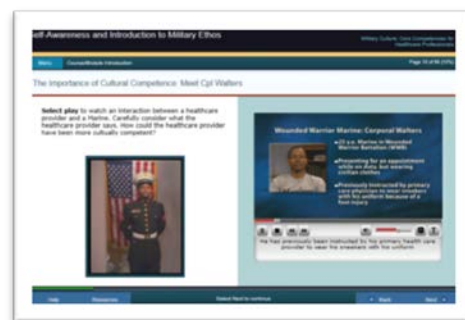 Self-Awareness and Introduction to Military Ethos
Military Culture: Core Competencies for
Healthcare Professionals
Menu
Course/Module Introduction
The Importance of Cultural Competence: Meet Cpl Walters
Select play to watch an interaction between a healthcare
provider and a Marine. Carefully consider what the
healthcare provider says. How could the healthcare provider
have been more cultually competent?
Wounded Warrior Marine: Corporal Walters
Marine in Wounded
Warrior Battalion (WWB)
Presenting for an appointment
while on duty, but wearing
civilian clothes
Previously instructed by primary
care physician to wear sneakers
with his uniform because of a
foot injury
He has previously been instructed by his primary health care
provider to wear the sneakers with his uniform
Help
Resources
Select Next to continue
Back
Next